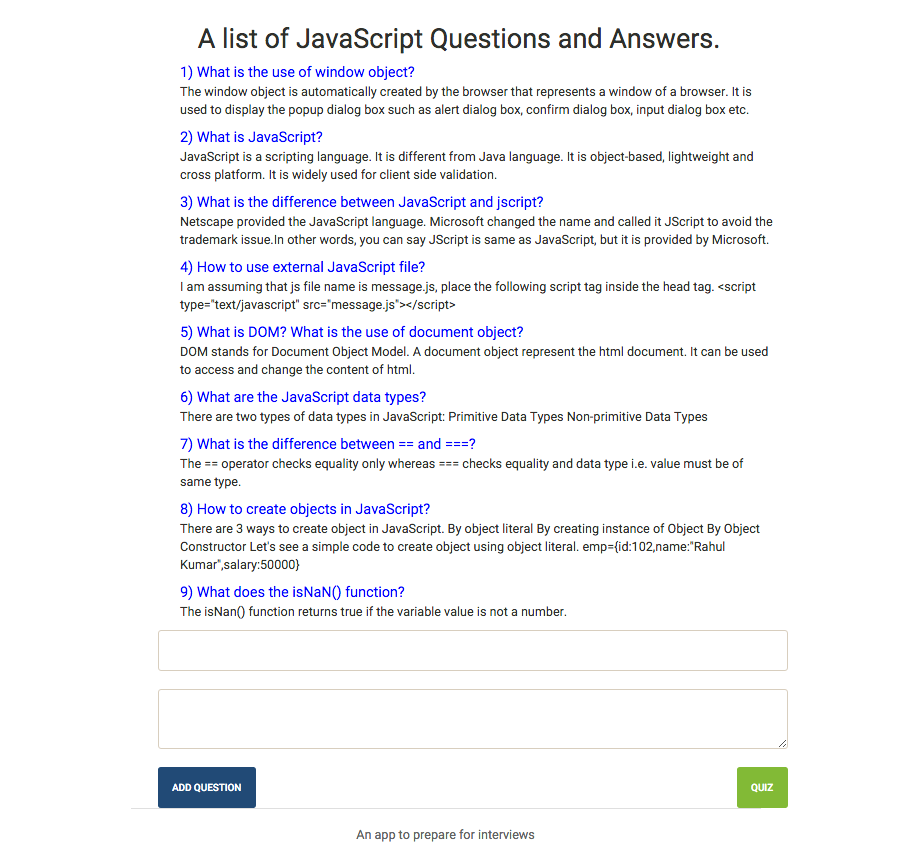 A list of JavaScript Questions and Answers.
1) What is the use of window object?
The window object is automatically created by the browser that represents a window of a browser. It is
used to display the popup dialog box such as alert dialog box, confirm dialog box, input dialog box etc.
2) What is JavaScript?
JavaScript is a scripting language. It is different from Java language. It is object-based, lightweight and
cross platform. It is widely used for client side validation.
3) What is the difference between JavaScript and jscript?
Netscape provided the JavaScript language. Microsoft changed the name and called it JScript to avoid the
trademark issue.In other words, you can say JScript is same as JavaScript, but it is provided by Microsoft.
4) How to use external JavaScript file?
I am assuming that js file name is message.js, place the following script tag inside the head tag. <script
type="text/javascript" src="message.js"></script>
5) What is DOM? What is the use of document object?
DOM stands for Document Object Model. A document object represent the html document. It can be used
to access and change the content of html.
6) What are the JavaScript data types?
There are two types of data types in JavaScript: Primitive Data Types Non-primitive Data Types
7) What is the difference between == and ===?
The == operator checks equality only whereas === checks equality and data type i.e. value must be of
same type.
8) How to create objects in JavaScript?
There are 3 ways to create object in JavaScript. By object literal By creating instance of Object By Object
Constructor Let's see a simple code to create object using object literal. emp={id:102,name:"Rahul
Kumar",salary:50000}
9) What does the isNaN() function?
The isNan() function returns true if the variable value is not a number.
ADD QUESTION
QUIZ
An app to prepare for interviews